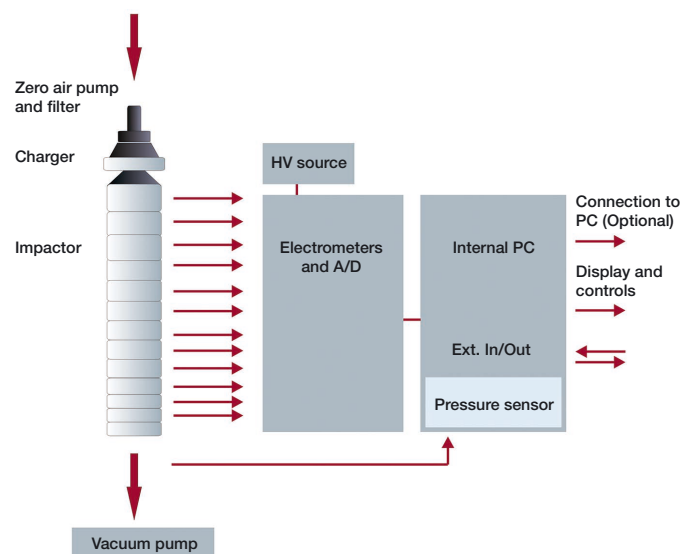 Zero air pump
and filter
Charger
Impactor
HV source
Electrometers
and A/D
Internal PC
Ext. In/Out
Pressure sensor
Connection to
PC (Optional)
Display and
controls
Vacuum pump